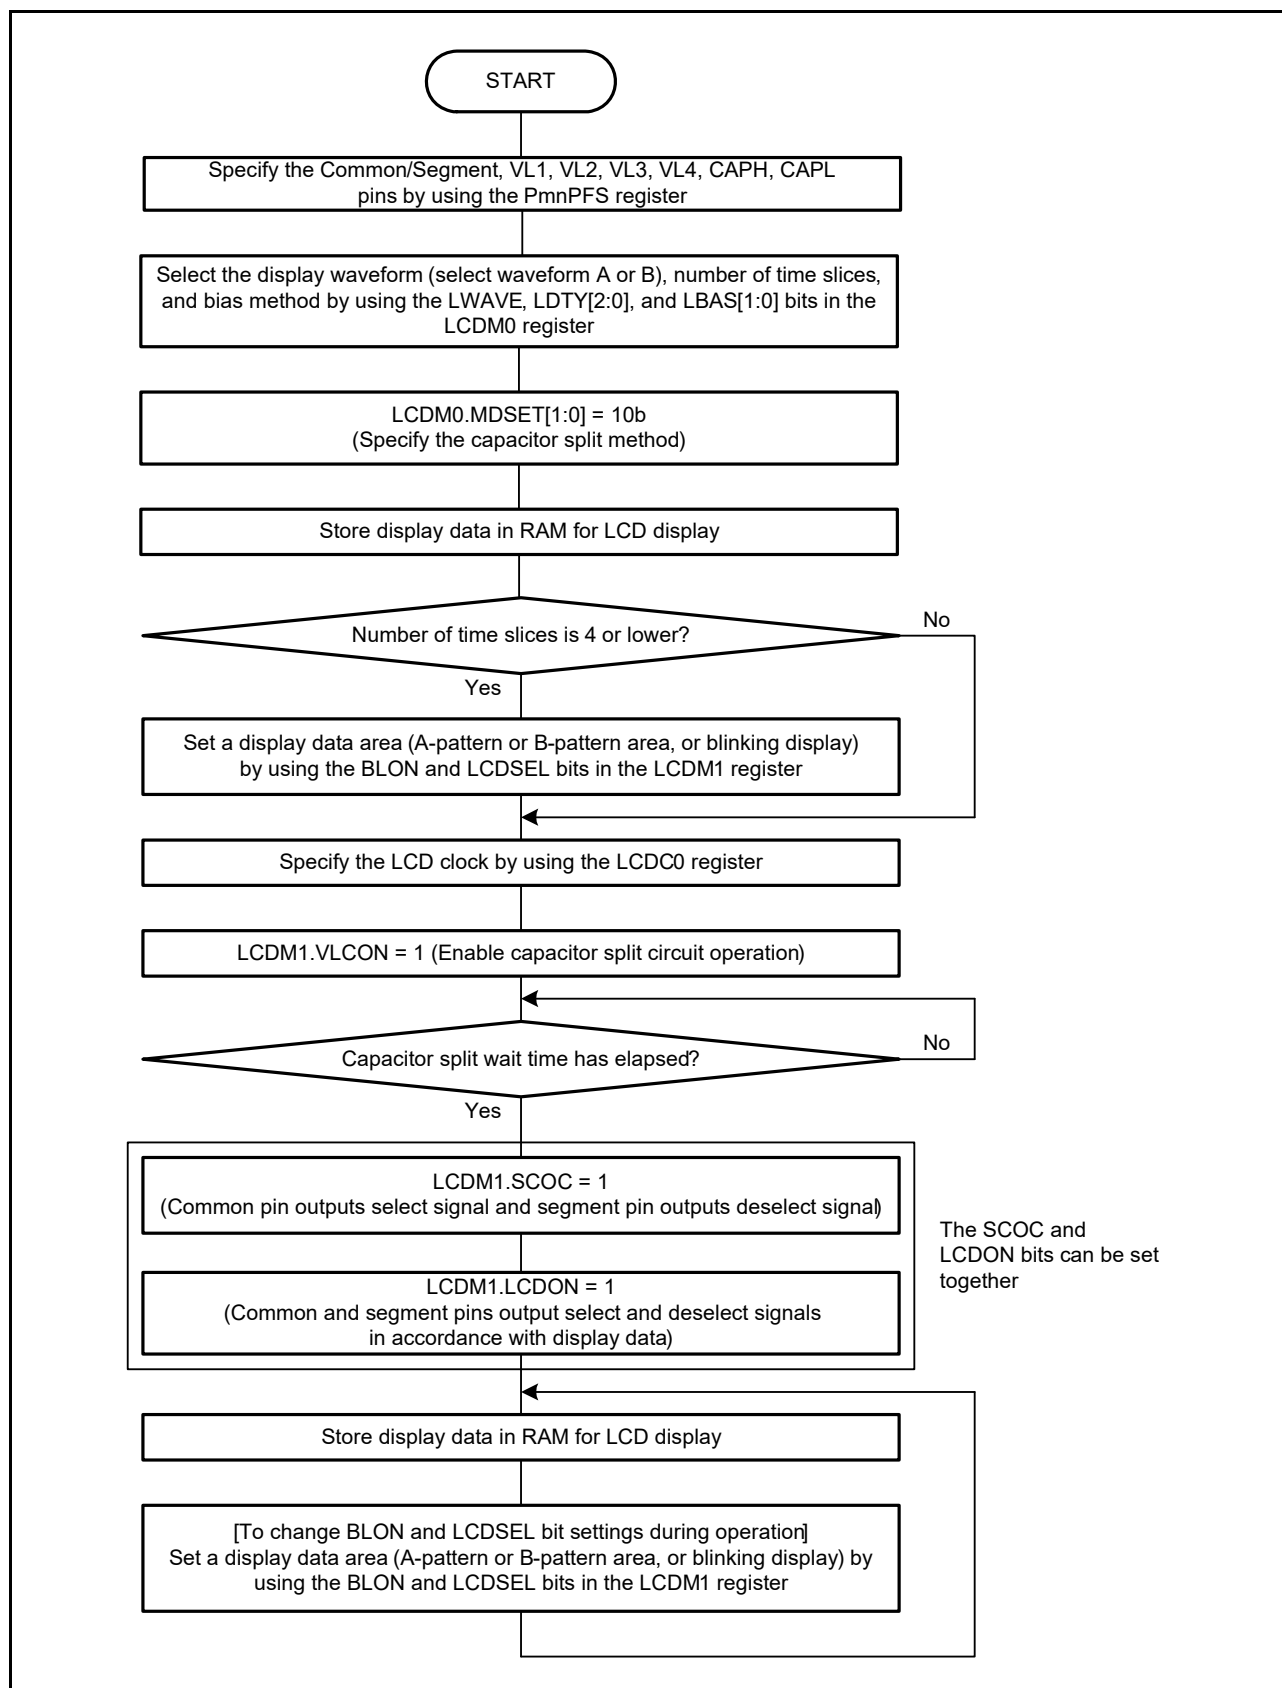 START
Specify the Common/Segment, VL1, VL2, VL3, VL4, CAPH, CAPL
pins by using the PmnPFS register
Select the display waveform (select waveform A or B), number of time slices,
and bias method by using the LWAVE, LDTY[2:0], and LBAS[1:0] bits in the
LCDM0 register
LCDM0.MDSET[1:0] = 10b
(Specify the capacitor split method)
Store display data in RAM for LCD display
Number of time slices is 4 or lower?
No
Yes
Set a display data area (A-pattern or B-pattern area, or blinking display)
by using the BLON and LCDSEL bits in the LCDM1 register
Specify the LCD clock by using the LCDC0 register
LCDM1.VLCON = 1 (Enable capacitor split circuit operation)
Capacitor split wait time has elapsed?
No
Yes
LCDM1.SCOC = 1
(Common pin outputs select signal and segment pin outputs deselect signal)
The SCOC and
LCDON bits can be set
together
LCDM1.LCDON = 1
(Common and segment pins output select and deselect signals
in accordance with display data)
Store display data in RAM for LCD display
[To change BLON and LCDSEL bit settings during operation]
Set a display data area (A-pattern or B-pattern area, or blinking display) by
using the BLON and LCDSEL bits in the LCDM1 register